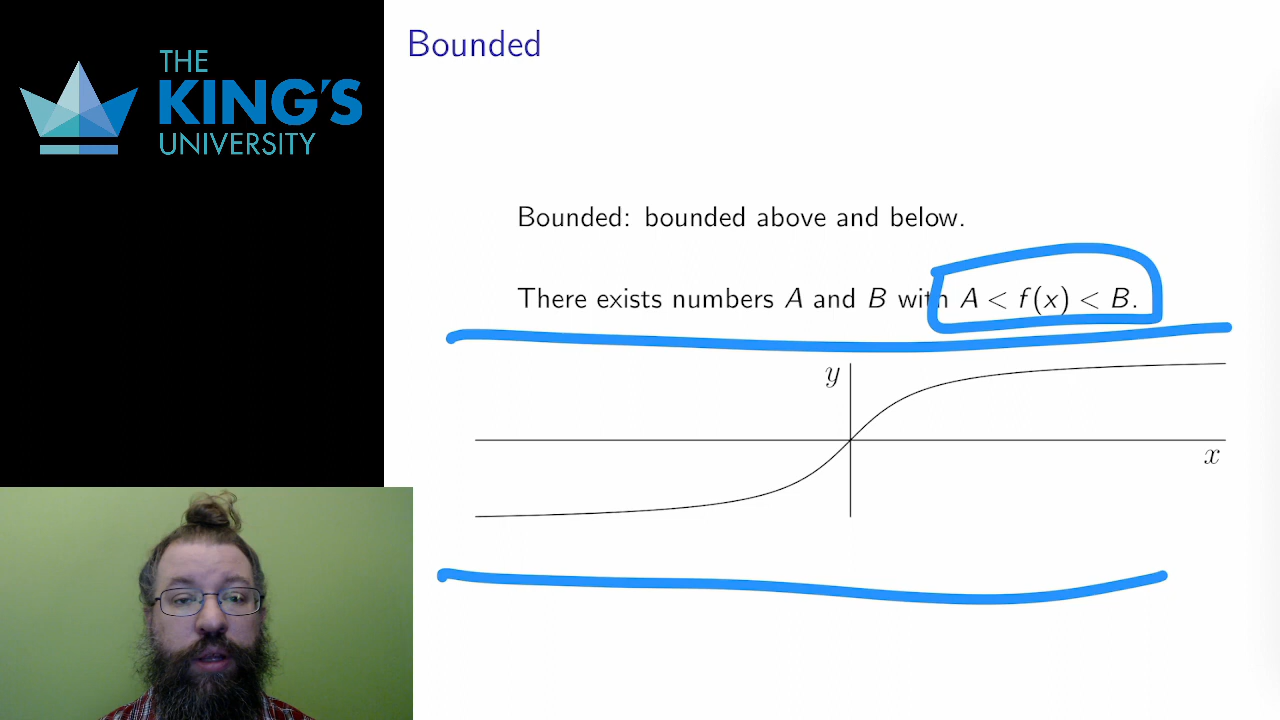 THE
KING'S
UNIVERSITY
Bounded
Bounded: bounded above and below.
There exists numbers A and B with A < f(x) < B.
y
x